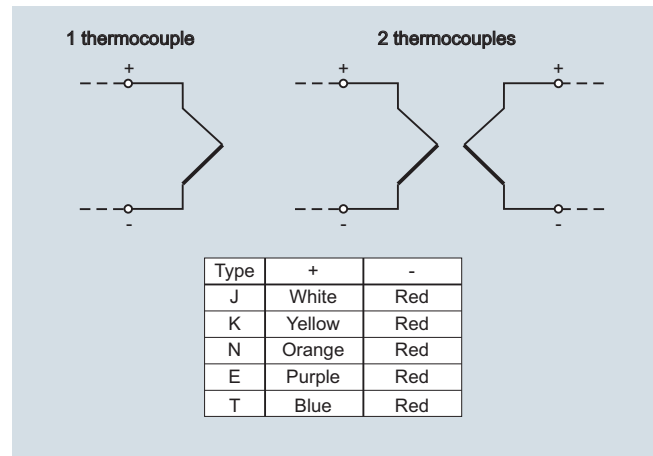 1 thermocouple 2 thermocouples
+ + +
- - -
Type + -
J White Red
K Yellow Red
N Orange Red
E Purple Red
T Blue Red